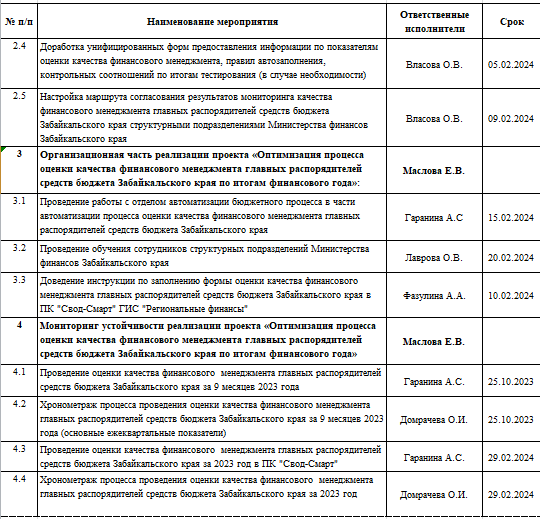 № п/п Наименование мероприятия Ответственные исполнители Срок
2.4 Доработка унифицированных форм предоставления информации по показателям
оценки качества финансового менеджмента, правил автозаполнения,
контрольных соотношений по итогам тестирования (в случае необходимости) Власова О.В. 05.02.2024
2.5 Настройка маршрута согласования результатов мониторинга качества
финансового менеджмента главных распорядителей средств бюджета
Забайкальского края структурными подразделениями Министерства финансов
Забайкальского края Власова О.В. 09.02.2024
3 Организационная часть реализации проекта «Оптимизация процесса
оценки качества финансового менеджмента главных распорядителей
средств бюджета Забайкальского края по итогам финансового года»: Маслова Е.В.
3.1 Проведение работы с отделом автоматизации бюджетного процесса в части
автоматизации процесса оценки качества финансового менеджмента главных
распорядителей средств бюджета Забайкальского края Гаранина А.С 15.02.2024
3.2 Проведение обучения сотрудников структурных подразделений Министерства
финансов Забайкальского края Лаврова О.В. 20.02.2024
3.3 Доведение инструкции по заполнению формы оценки качества финансового
менеджмента главных распорядителей средств бюджета Забайкальского края в
ПК "Свод-Смарт" ГИС "Региональные финансы" Фазулина А.А. 10.02.2024
4 Мониторинг устойчивости реализации проекта «Оптимизация процесса
оценки качества финансового менеджмента главных распорядителей
средств бюджета Забайкальского края по итогам финансового года» Маслова Е.В.
4.1 Проведение оценки качества финансового менеджмента главных распорядителей
средств бюджета Забайкальского края за 9 месяцев 2023 года Гаранина А.С. 25.10.2023
4.2 Хронометраж процесса проведения оценки качества финансового менеджмента
главных распорядителей средств бюджета Забайкальского края за 9 месяцев 2023
года (основные ежеквартальные показатели) Домрачева О.И. 25.10.2023
4.3 Проведение оценки качества финансового менеджмента главных распорядителей
средств бюджета Забайкальского края за 2023 год в ПК "Свод-Смарт" Гаранина А.С. 29.02.2024
4.4 Хронометраж процесса проведения оценки качества финансового менеджмента
главных распорядителей средств бюджета Забайкальского края за 2023 год Домрачева О.И. 29.02.2024